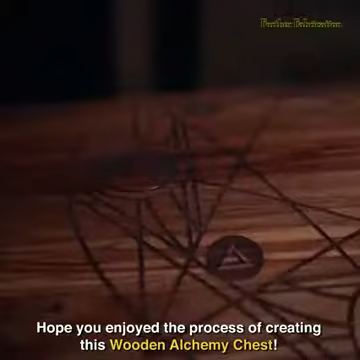 Hope you enjoyed the process of creating
this Wooden Alchemy Chest!